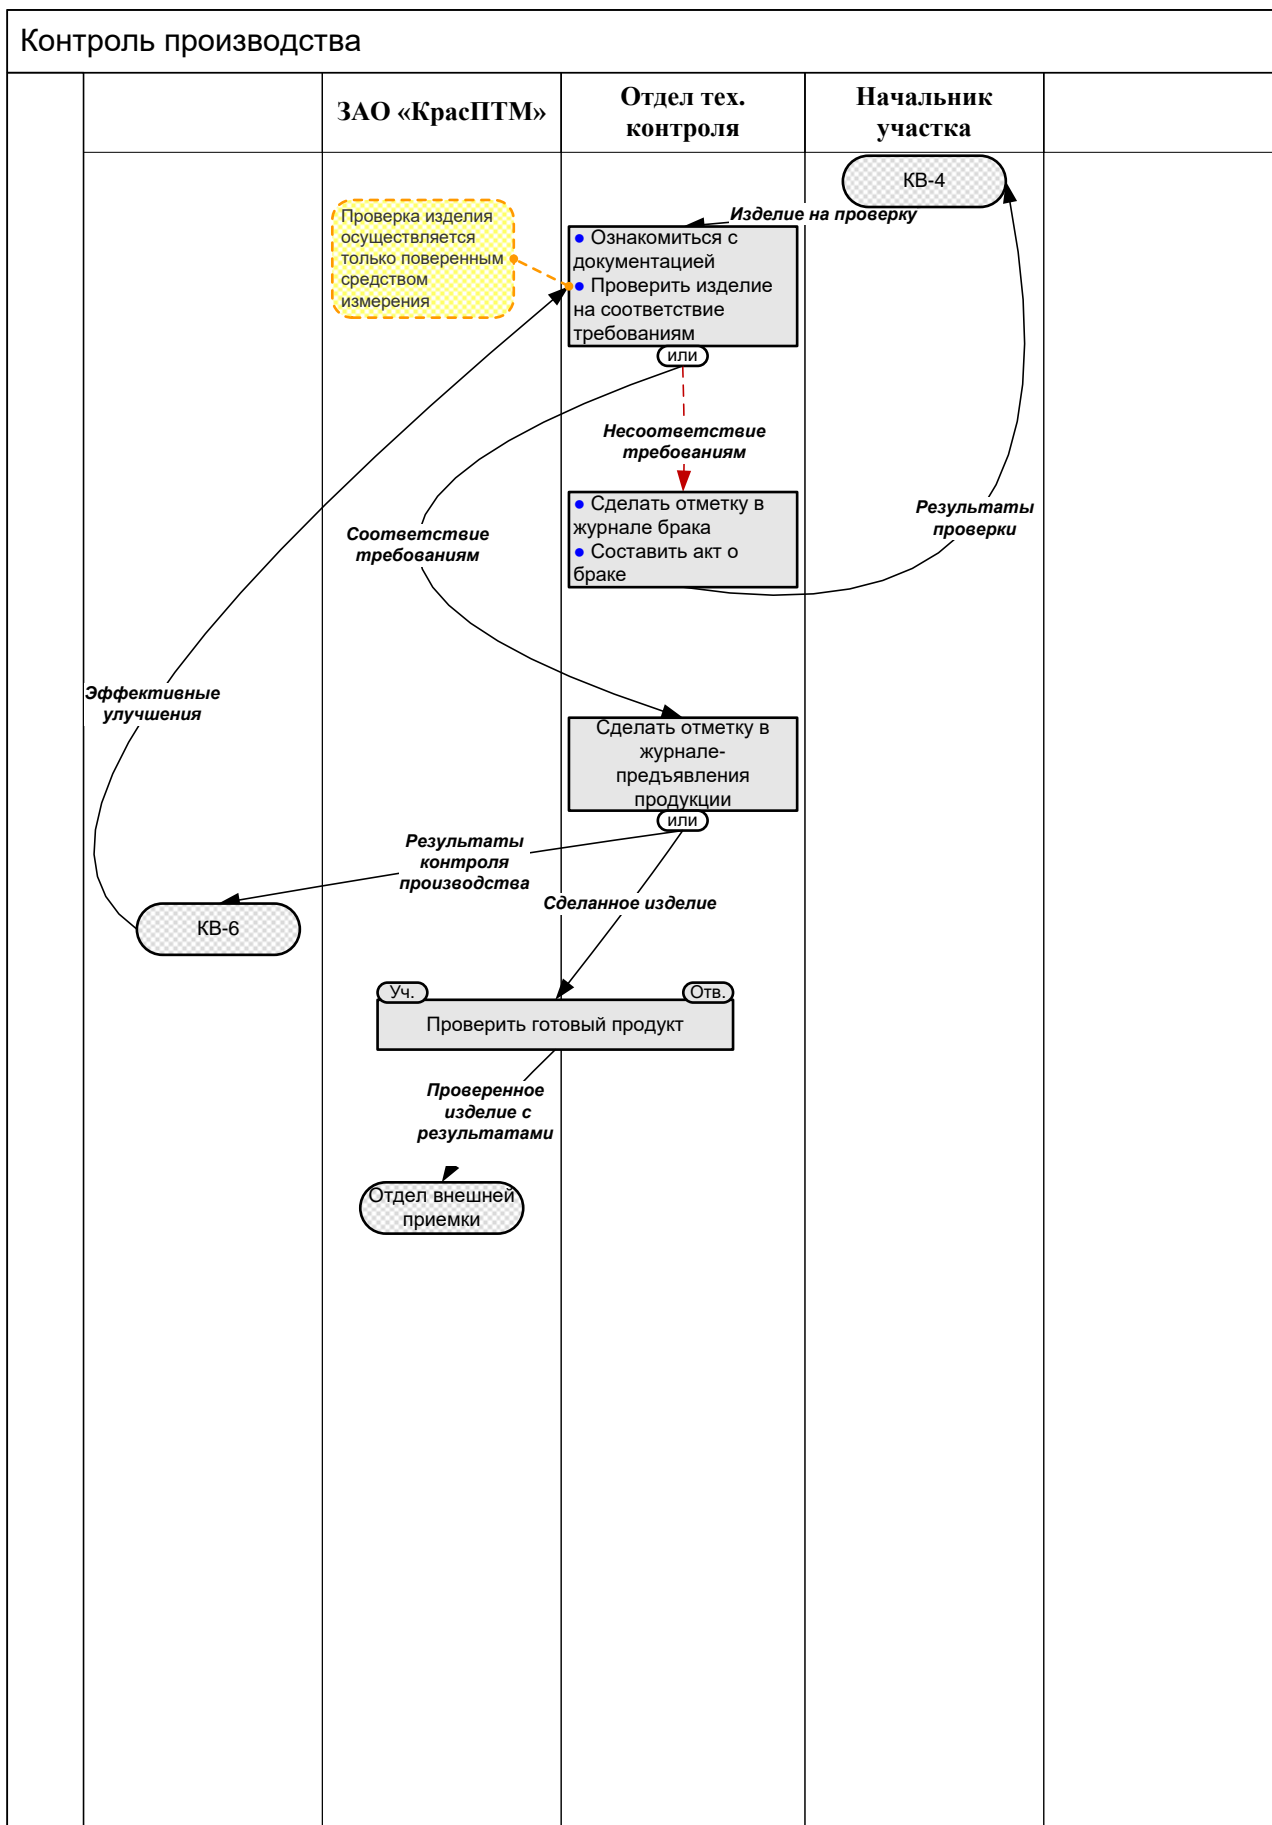 Контроль производства
ЗАО «КрасПТМ»
Отдел тех.
контроля
Начальник
участка
КВ-4
Изделие на проверку
Проверка изделия
осуществляется
только поверенным
средством
измерения
● Ознакомиться с
документацией
● Проверить изделие
на соответствие
требованиям
или
Несоответствие
требованиям
● Сделать отметку в
журнале брака
● Составить акт о
браке
Результаты
проверки
Соответствие
требованиям
Эффективные
улучшения
Сделать отметку в
журнале-
предъявления
продукции
или
Результаты
контроля
производства
Сделанное изделие
КВ-6
Уч.
Отв.
Проверить готовый продукт
Проверенное
изделие с
результатами
Отдел внешней
приемки